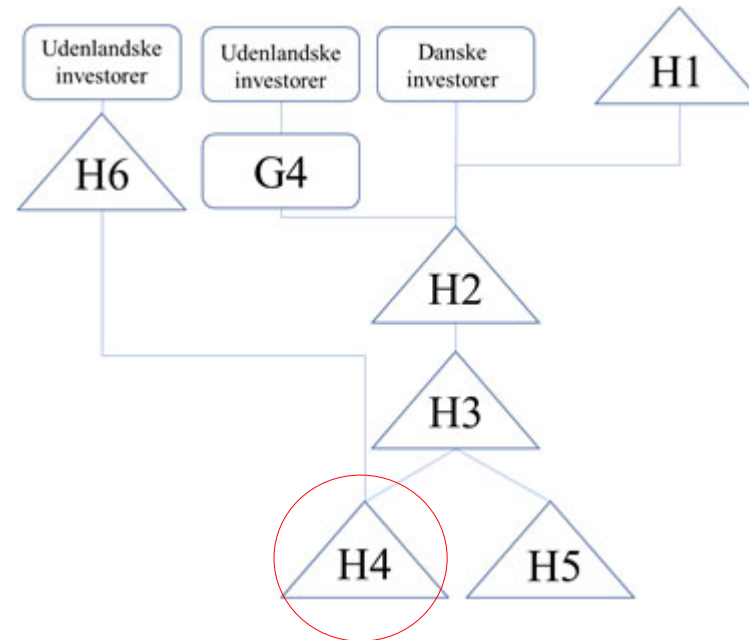 Udenlandske
investorer
Udenlandske
investorer
Danske
investorer
H1
H6
G4
H2
H3
H4
H5